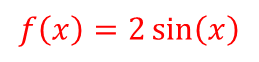 f(x) = 2 sin(x)